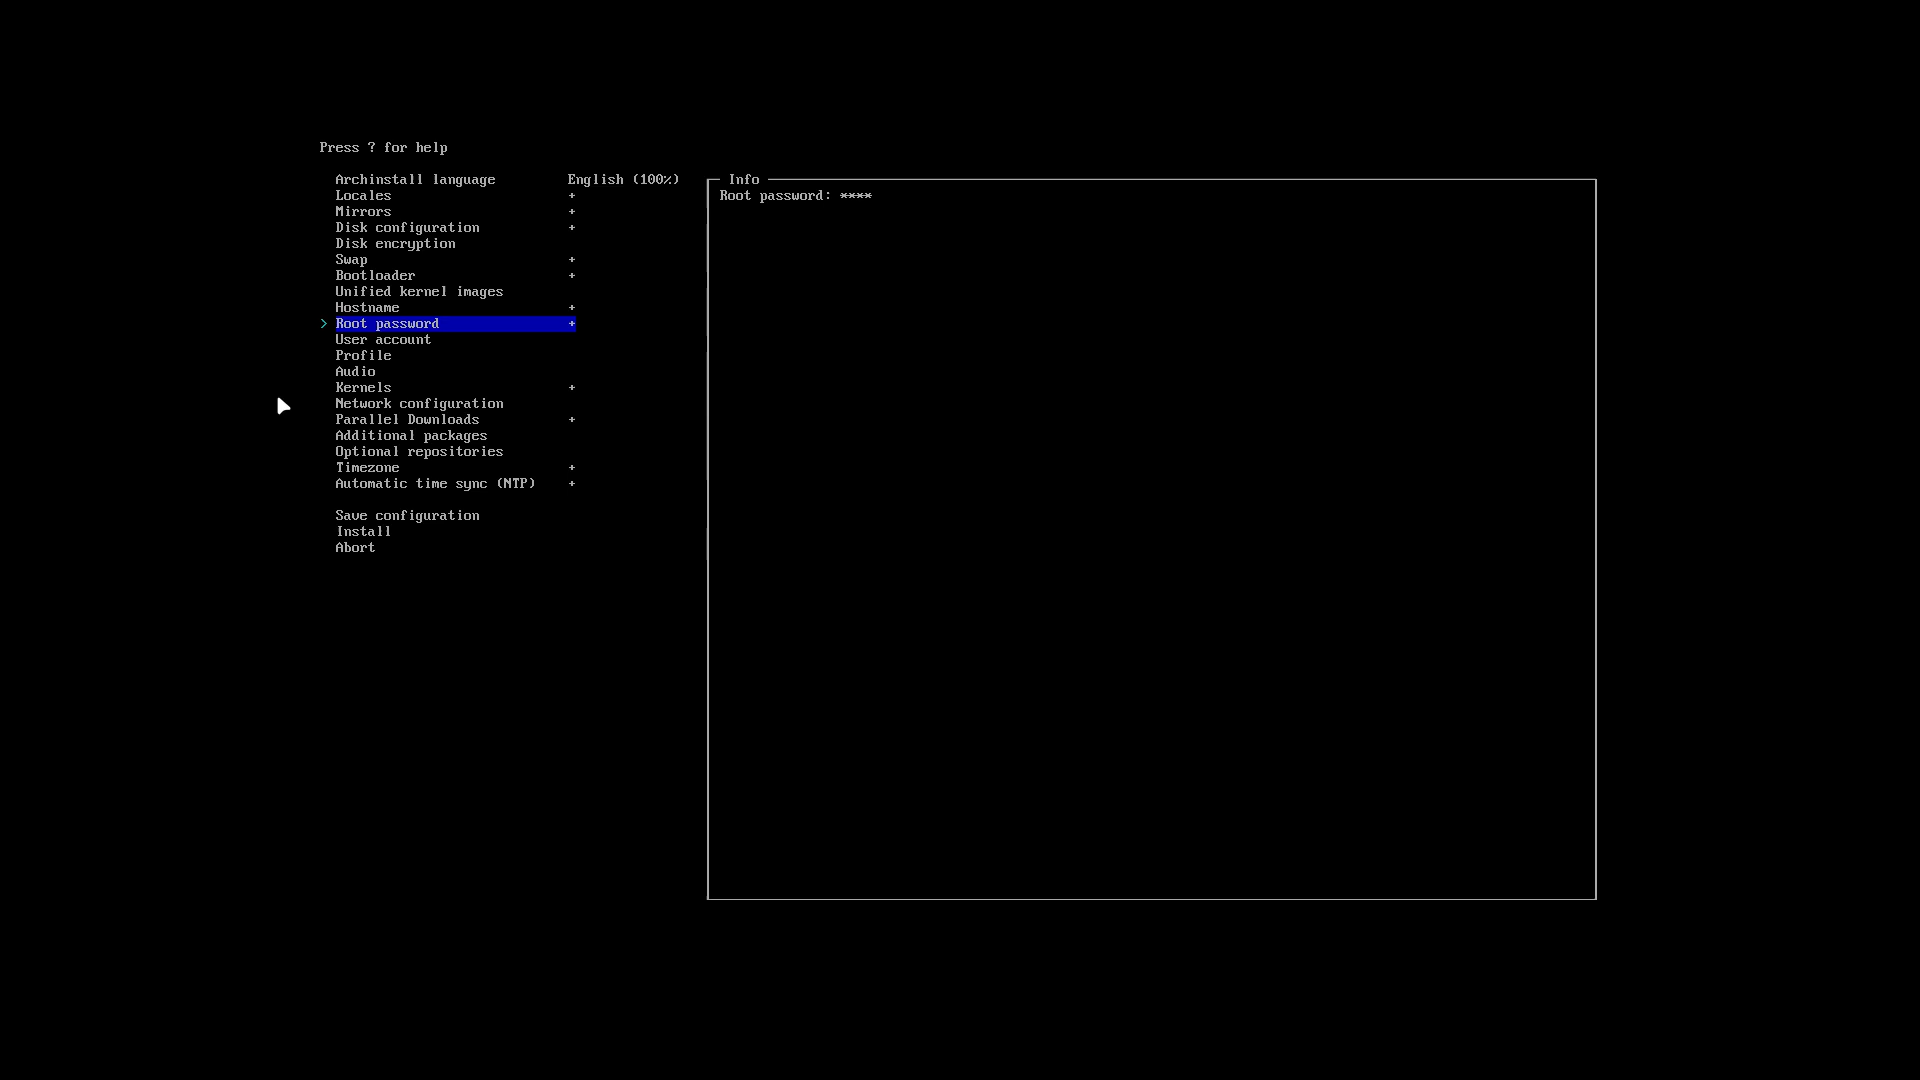 Press ? for help
Archinstall language English (100%)
Locales +
Mirrors +
Disk configuration +
Disk encryption
Swap +
Bootloader +
Unified kernel images
Hostname +
> Root password +
User account
Profile
Audio
Kernels +
Network configuration
Parallel Downloads +
Additional packages
Optional repositories
Timezone +
Automatic time sync (NTP) +
Save configuration
Install
Abort
Info
Root password: ****